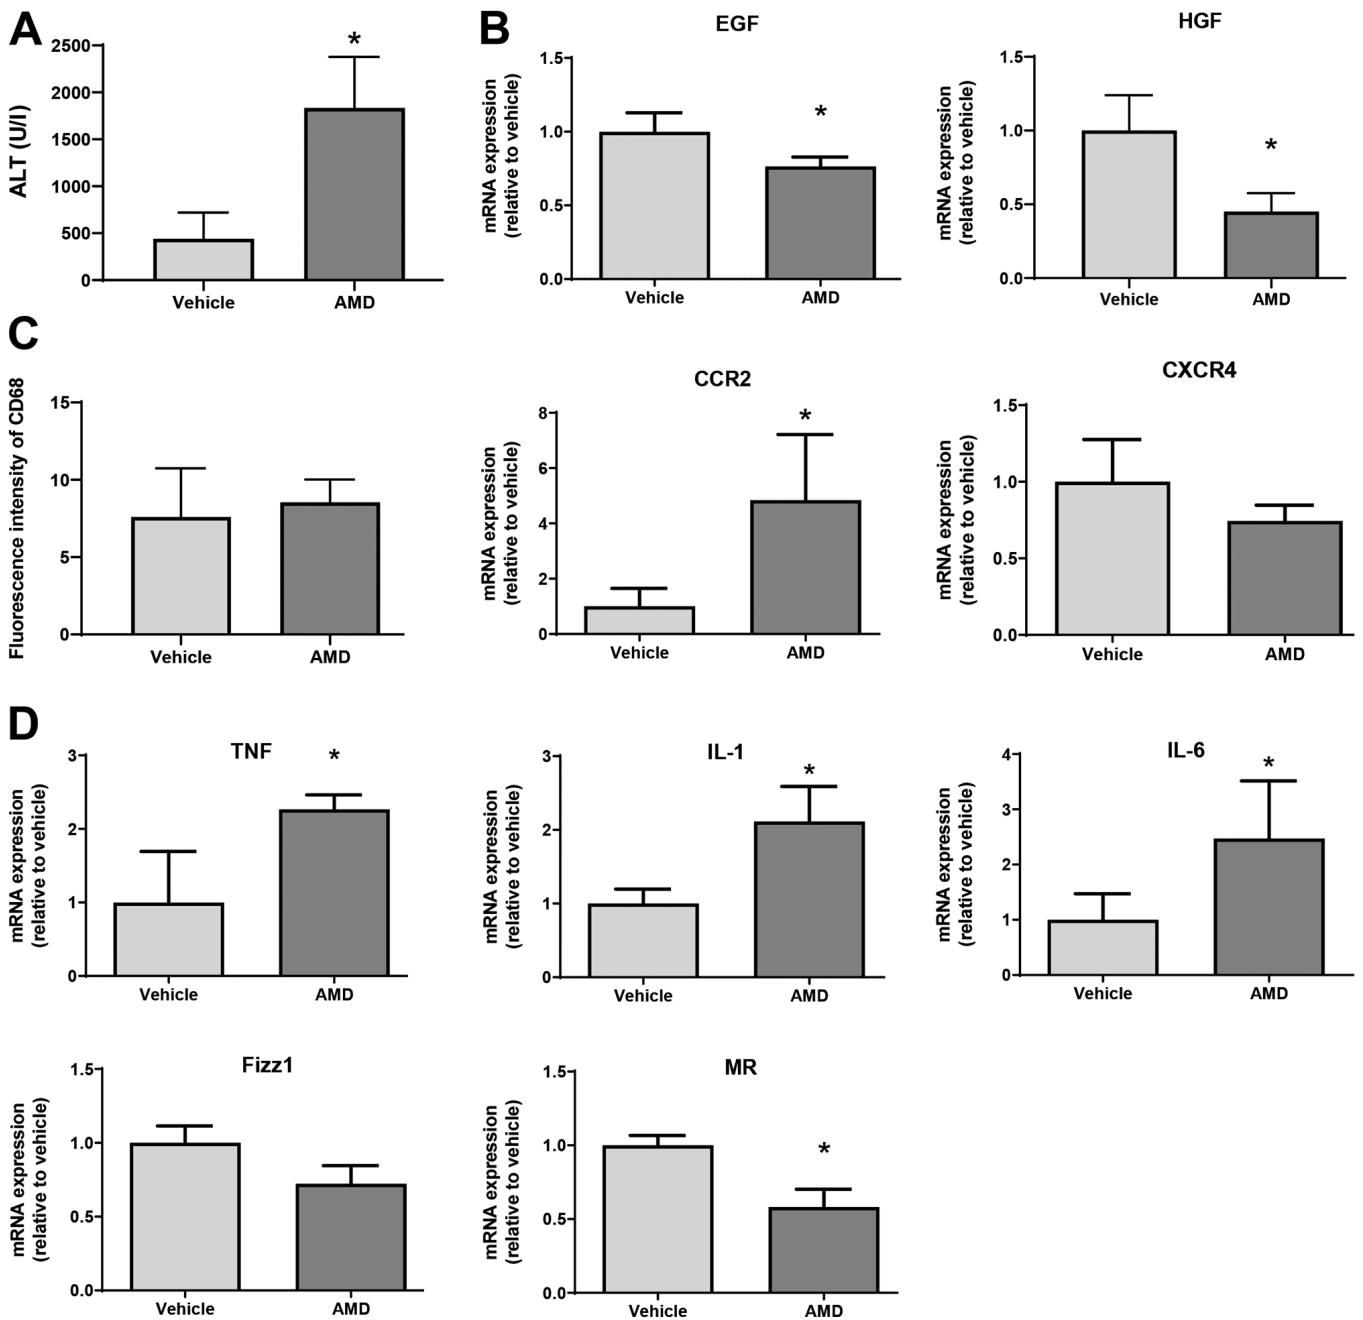 A
ALT (U/l)
2500
2000
1500
1000
500
0
*
Vehicle
AMD
B
EGF
mRNA expression
(relative to vehicle)
1.5
1.0
0.5
0.0
*
Vehicle
AMD
HGF
mRNA expression
(relative to vehicle)
1.5
1.0
0.5
0.0
*
Vehicle
AMD
C
Fluorescence intensity of CD68
15
10
5
0
Vehicle
AMD
CCR2
mRNA expression
(relative to vehicle)
8
6
4
2
0
*
Vehicle
AMD
CXCR4
mRNA expression
(relative to vehicle)
1.5
1.0
0.5
0.0
Vehicle
AMD
D
TNF
mRNA expression
(relative to vehicle)
3
2
1
0
*
Vehicle
AMD
IL-1
mRNA expression
(relative to vehicle)
3
2
1
0
*
Vehicle
AMD
IL-6
mRNA expression
(relative to vehicle)
4
3
2
1
0
*
Vehicle
AMD
Fizz1
mRNA expression
(relative to vehicle)
1.5
1.0
0.5
0.0
Vehicle
AMD
MR
mRNA expression
(relative to vehicle)
1.5
1.0
0.5
0.0
*
Vehicle
AMD